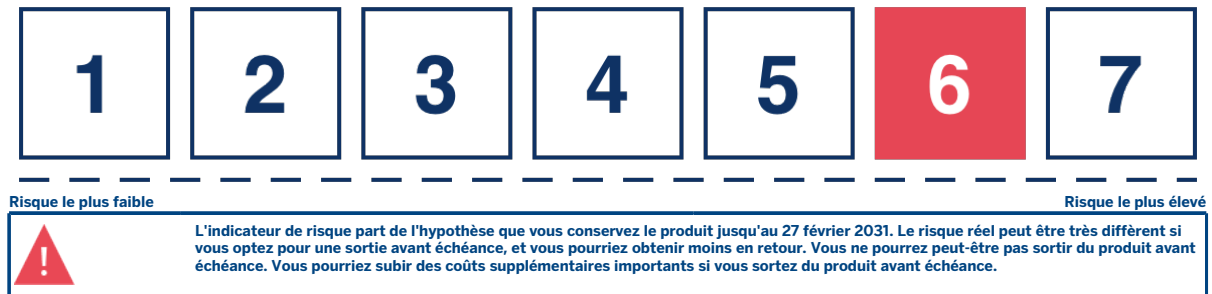 1 2 3 4 5 6 7
Risque le plus faible Risque le plus élevé
L'indicateur de risque part de l'hypothèse que vous conservez le produit jusqu'au 27 février 2031. Le risque réel peut être très diffèrent si
vous optez pour une sortie avant échéance, et vous pourriez obtenir moins en retour. Vous ne pourrez peut-être pas sortir du produit avant
échéance. Vous pourriez subir des coûts supplémentaires importants si vous sortez du produit avant échéance.
!